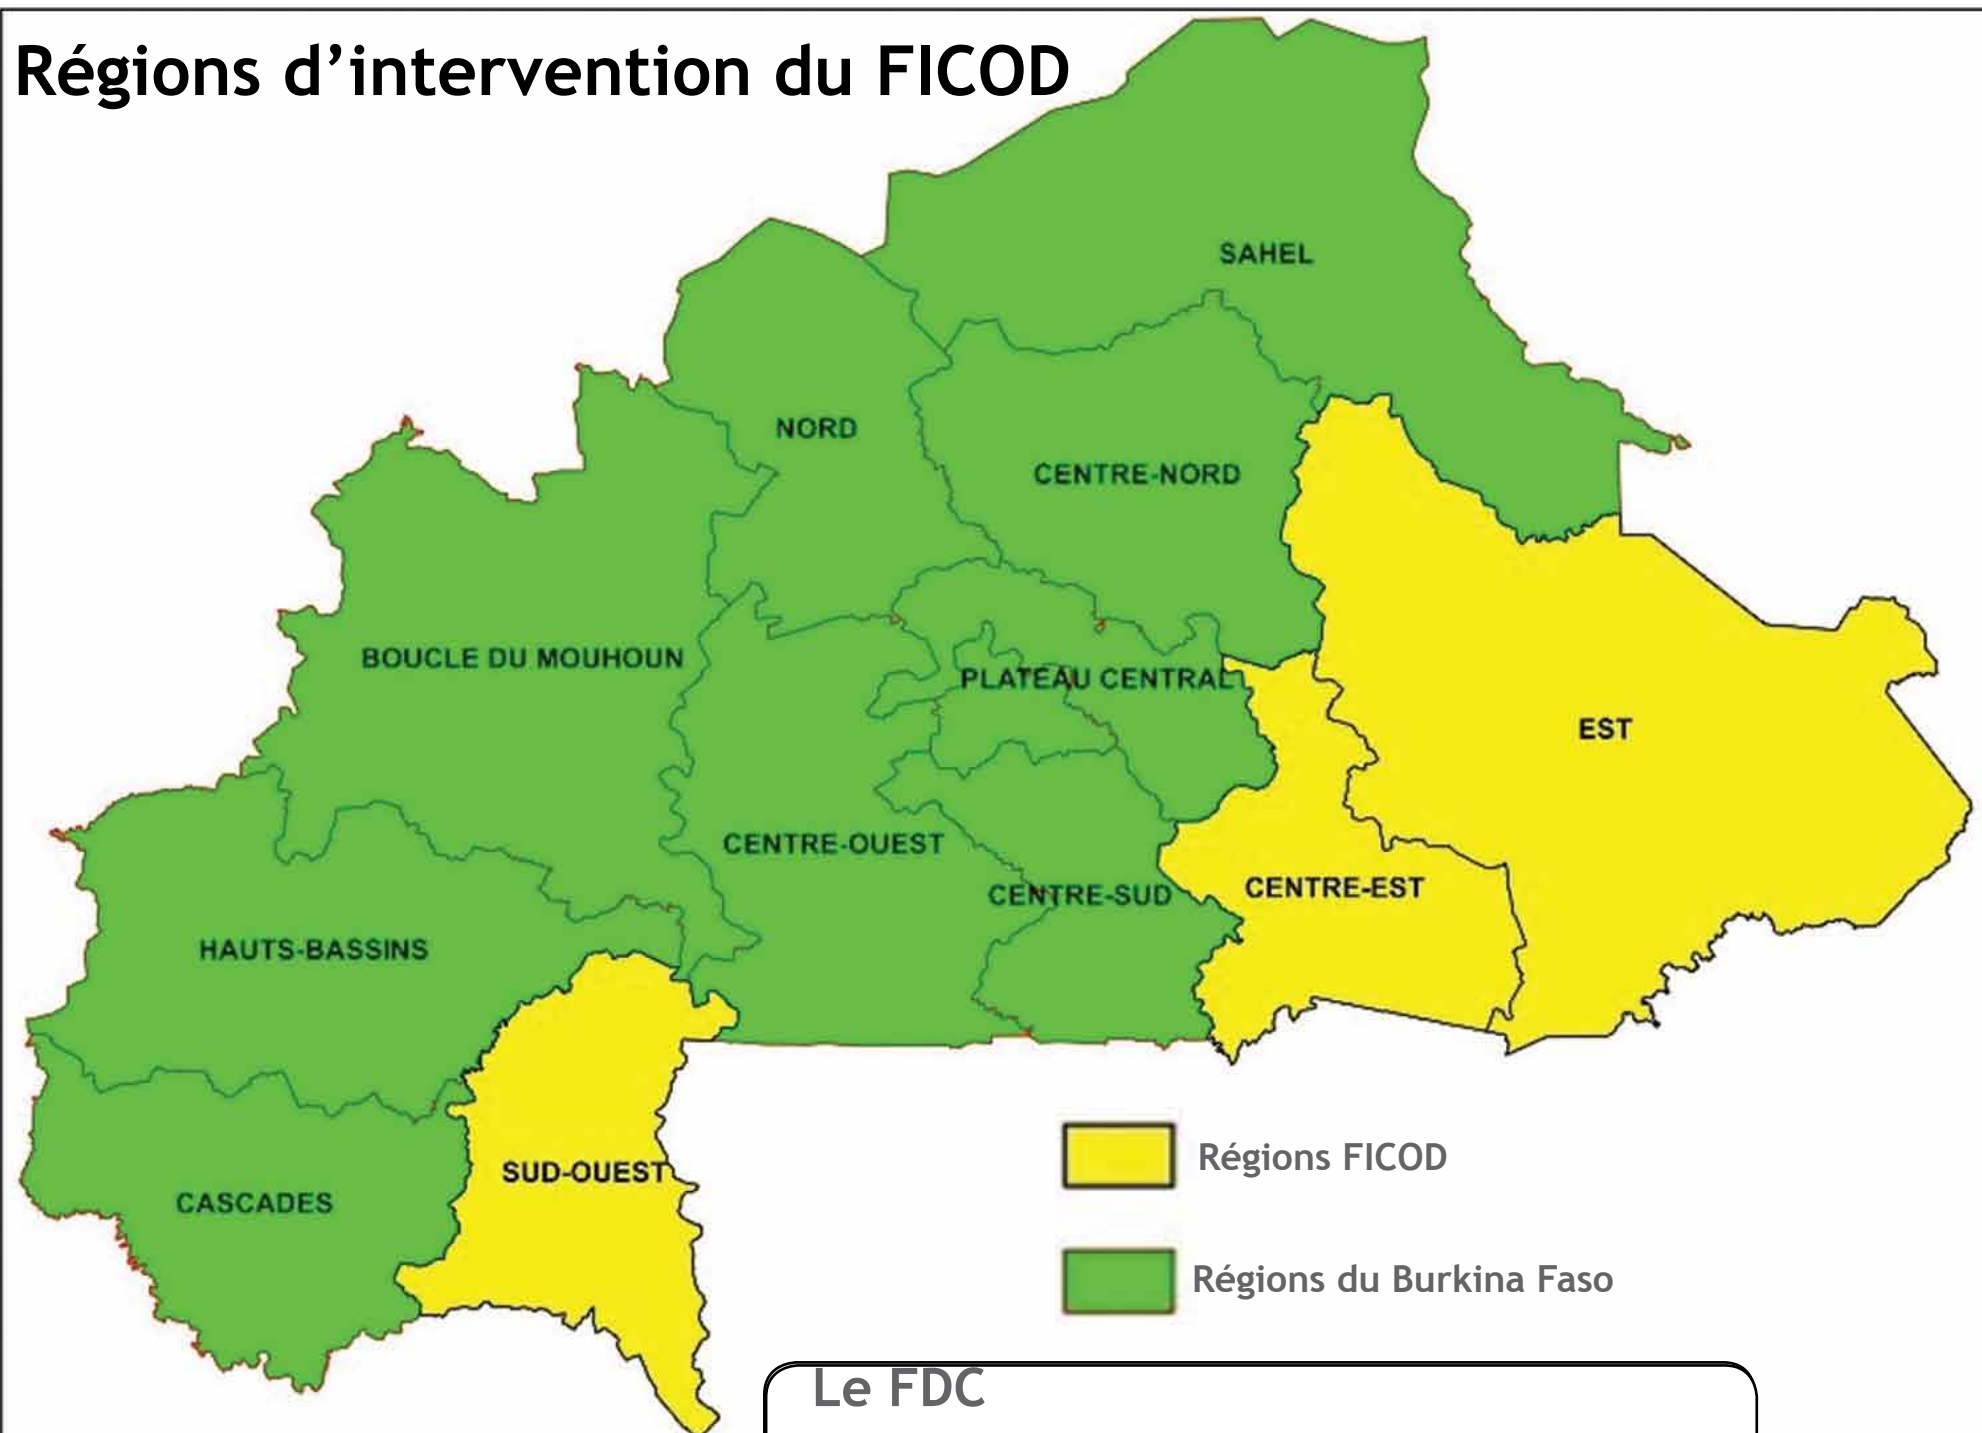 Régions d’intervention du FICOD
SAHEL
NORD
CENTRE-NORD
BOUCLE DU MOUHOUN
PLATEAU CENTRAL
EST
CENTRE-OUEST
CENTRE-SUD
CENTRE-EST
HAUTS-BASSINS
SUD-OUEST
CASCADES
Régions FICOD
Régions du Burkina Faso
Le FDC